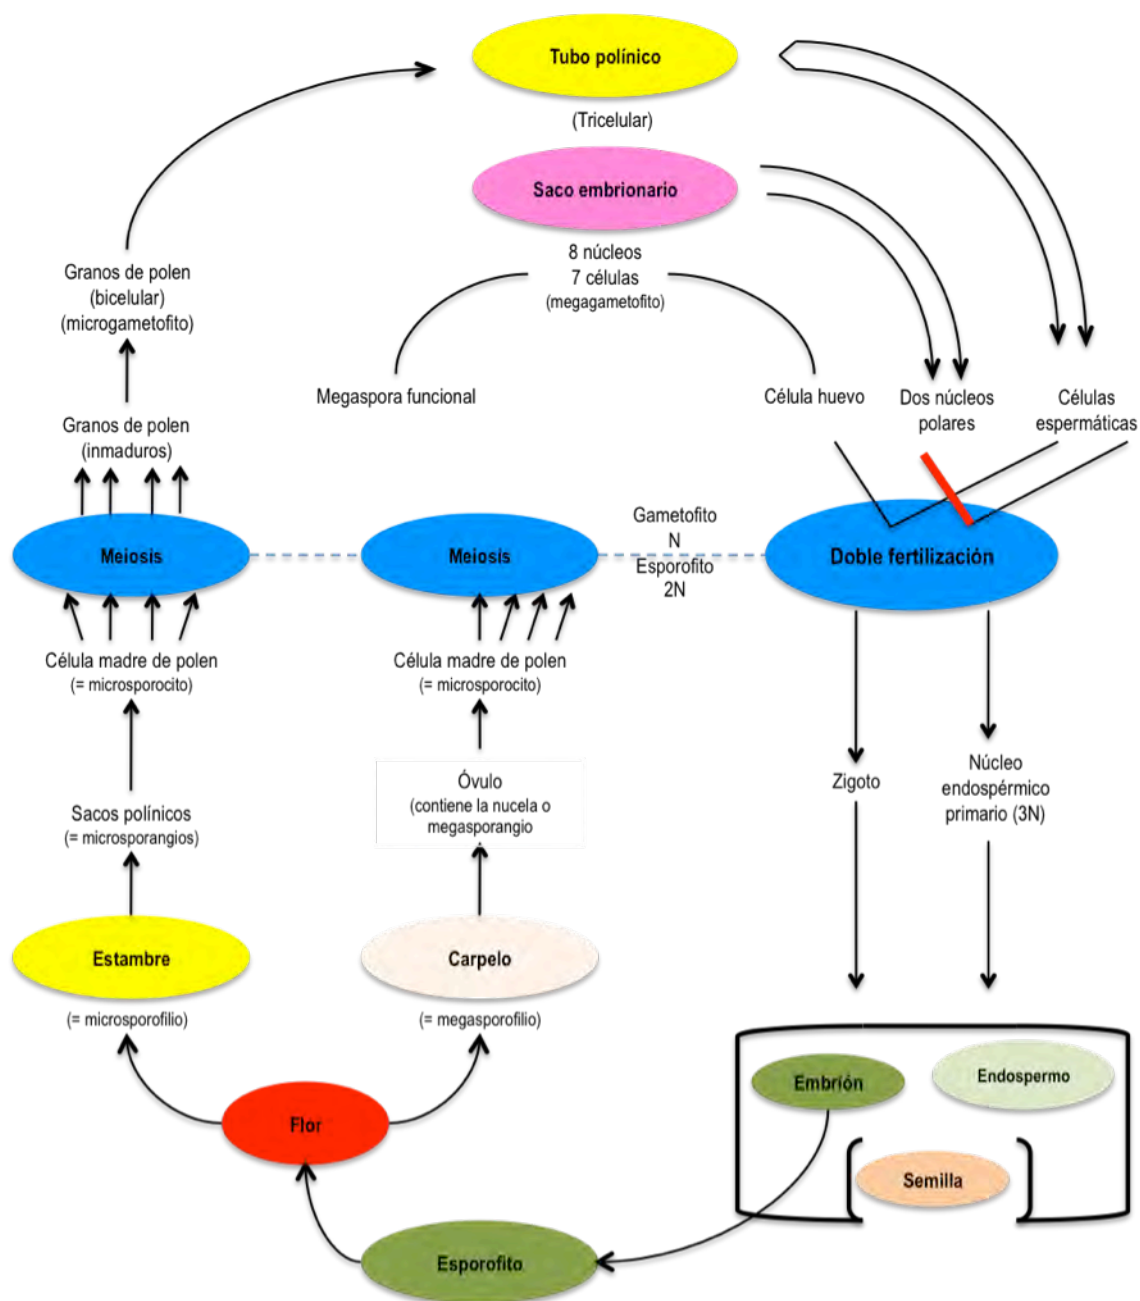 Tubo polínico
(Tricelular)
Saco embrionario
8 núcleos
7 células
(megagametofito)
Granos de polen
(bicelular)
(microgametofito)
Megaspora funcional
Célula huevo
Dos núcleos
polares
Células
espermáticas
Granos de polen
(inmaduros)
Meiosis
Meiosis
Gametofito
N
Esporofito
2N
Doble fertilización
Célula madre de polen
(= microsporocito)
Célula madre de polen
(= microsporocito)
Óvulo
(contiene la nucela o
megasporangio
Zigoto
Núcleo
endospérmico
primario (3N)
Sacos polínicos
(= microsporangios)
Estambre
(= microsporofilio)
Carpelo
(= megasporofilio)
Embrión
Endospermo
Semilla
Flor
Esporofito